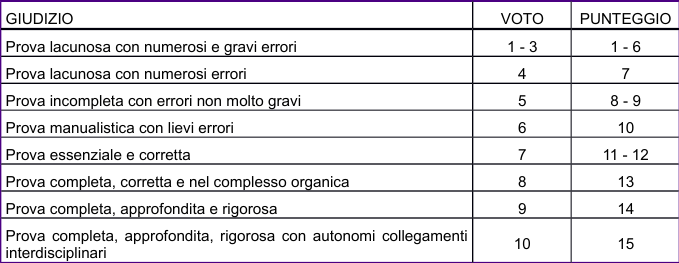 GIUDIZIO VOTO PUNTEGGIO
Prova lacunosa con numerosi e gravi errori 1 - 3 1 - 6
Prova lacunosa con numerosi errori 4 7
Prova incompleta con errori non molto gravi 5 8 - 9
Prova manualistica con lievi errori 6 10
Prova essenziale e corretta 7 11 - 12
Prova completa, corretta e nel complesso organica 8 13
Prova completa, approfondita e rigorosa 9 14
Prova completa, approfondita, rigorosa con autonomi collegamenti
interdisciplinari 10 15